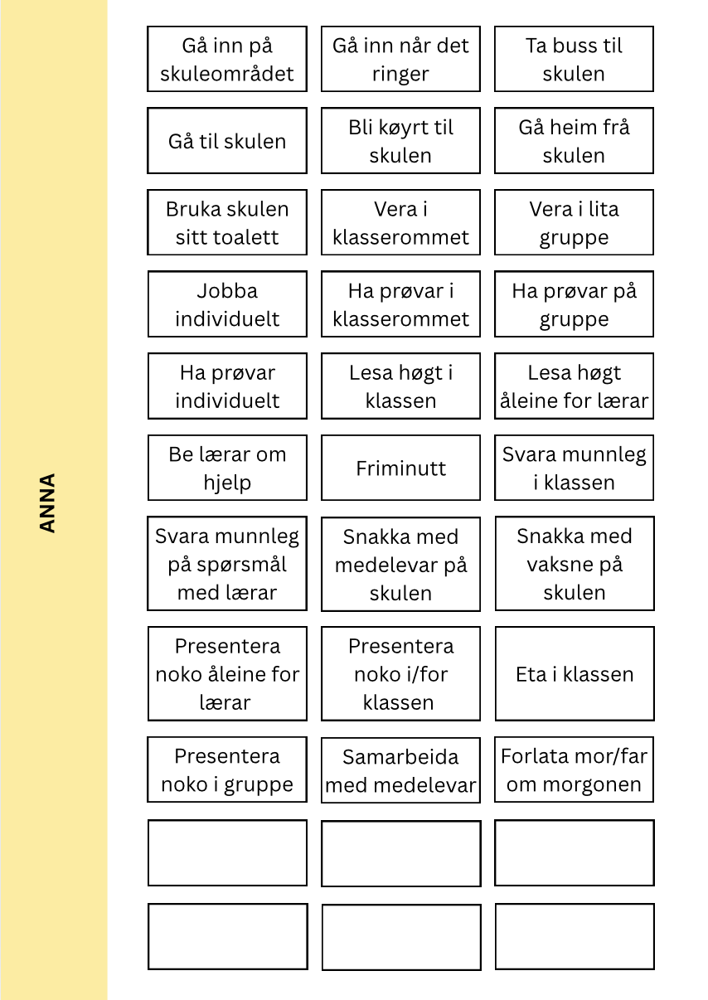 Gå inn på
skuleområdet
Gå inn når det
ringer
Ta buss til
skulen
Gå til skulen
Bli køyrt til
skulen
Gå heim frå
skulen
Bruka skulen
sitt toalett
Vera i
klasserommet
Vera i lita
gruppe
Jobba
individuelt
Ha prøvar i
klasserommet
Ha prøvar på
gruppe
Ha prøvar
individuelt
Lesa høgt i
klassen
Lesa høgt
åleine for lærar
Be lærar om
hjelp
Friminutt
Svara munnleg
i klassen
ANNA
Svara munnleg
på spørsmål
med lærar
Snakka med
medelevar på
skulen
Snakka med
vaksne på
skulen
Presentera
noko åleine for
lærar
Presentera
noko i/for
klassen
Eta i klassen
Presentera
noko i gruppe
Samarbeida
med medelevar
Forlata mor/far
om morgonen